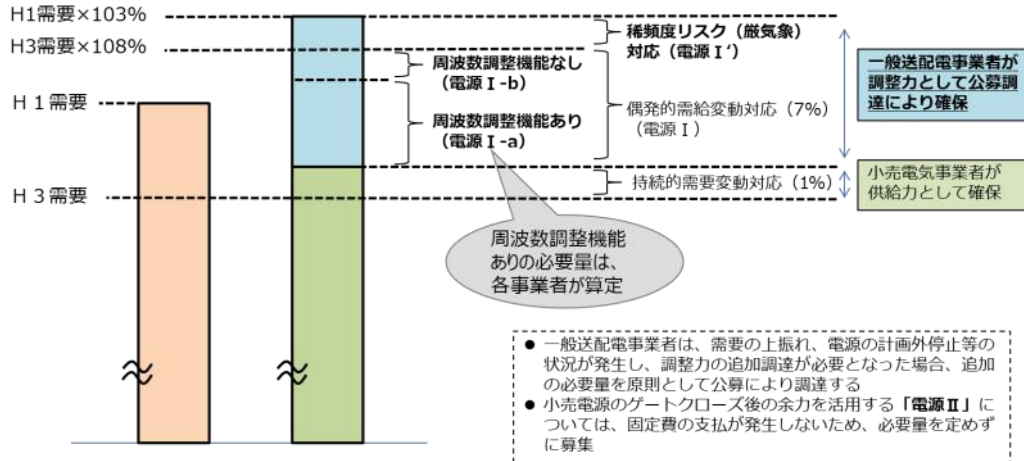 H1需要×103%
H3需要×108%
H1需要
H3需要
稀頻度リスク（厳気象）
対応（電源Ⅰ‘）
周波数調整機能なし
（電源Ⅰ-b）
周波数調整機能あり
（電源Ⅰ-a）
偶発的需給変動対応（7%）
（電源Ⅰ）
持続的需要変動対応（1%）
一般送配電事業者が
調整力として公募調
達により確保
小売電気事業者が
供給力として確保
周波数調整機能
ありの必要量は、
各事業者が算定
● 一般送配電事業者は、需要の上振れ、電源の計画外停止等の
状況が発生し、調整力の追加調達が必要となった場合、追加
の必要量を原則として公募により調達する
● 小売電源のゲートクローズ後の余力を活用する「電源Ⅱ」に
ついては、固定費の支払が発生しないため、必要量を定めず
に募集